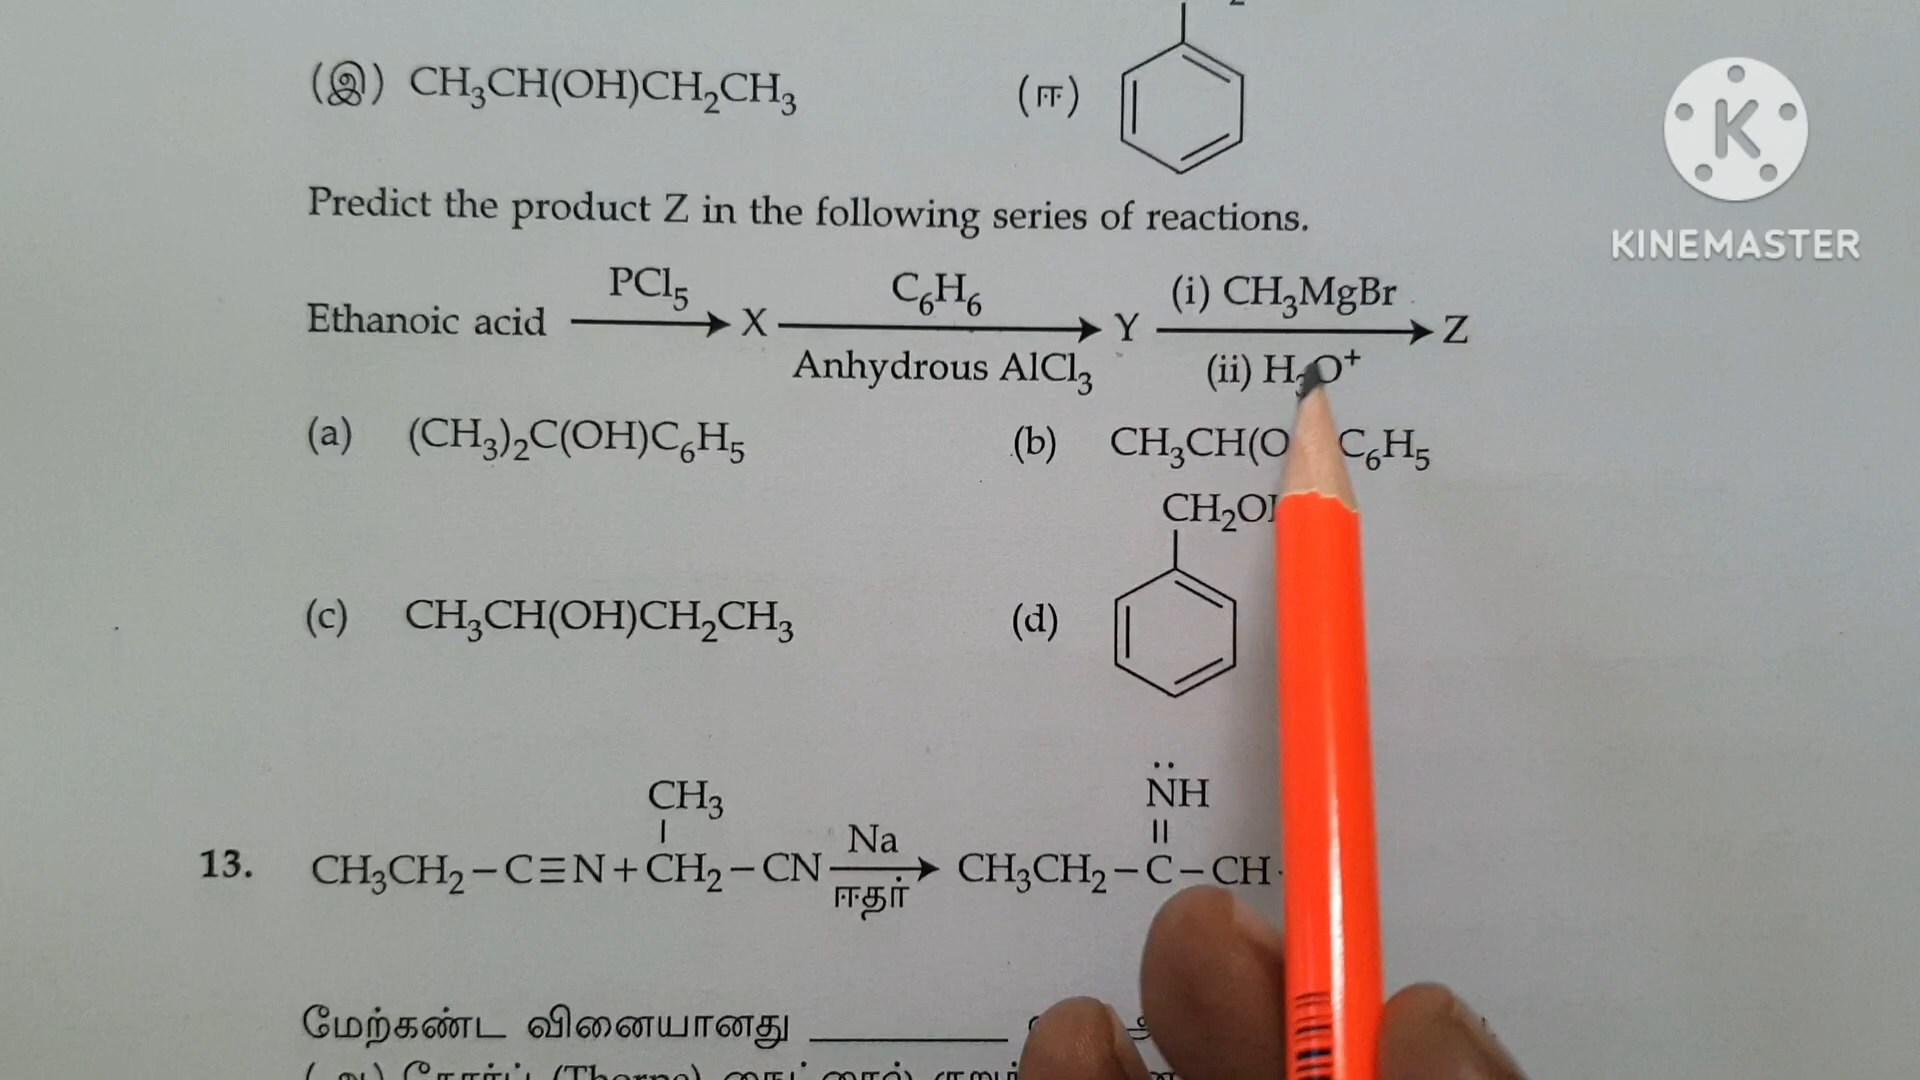 (இ) CH₃CH(OH)CH₂CH₃ (ஈ)
K
KINEMASTER
Predict the product Z in the following series of reactions.
Ethanoic acid PCl₅ → X C₆H₆ → Anhydrous AlCl₃ Y (i) CH₃MgBr → (ii) H₃O⁺ Z
(a) (CH₃)₂C(OH)C₆H₅ (b) CH₃CH(O C₆H₅
CH₂O
(c) CH₃CH(OH)CH₂CH₃ (d)
CH₃ N̈H
13. CH₃CH₂−C≡N+CH₂−CN Na → ஈதர் CH₃CH₂−C−CH
மேற்கண்ட வினையானது ________
(Thorpe)